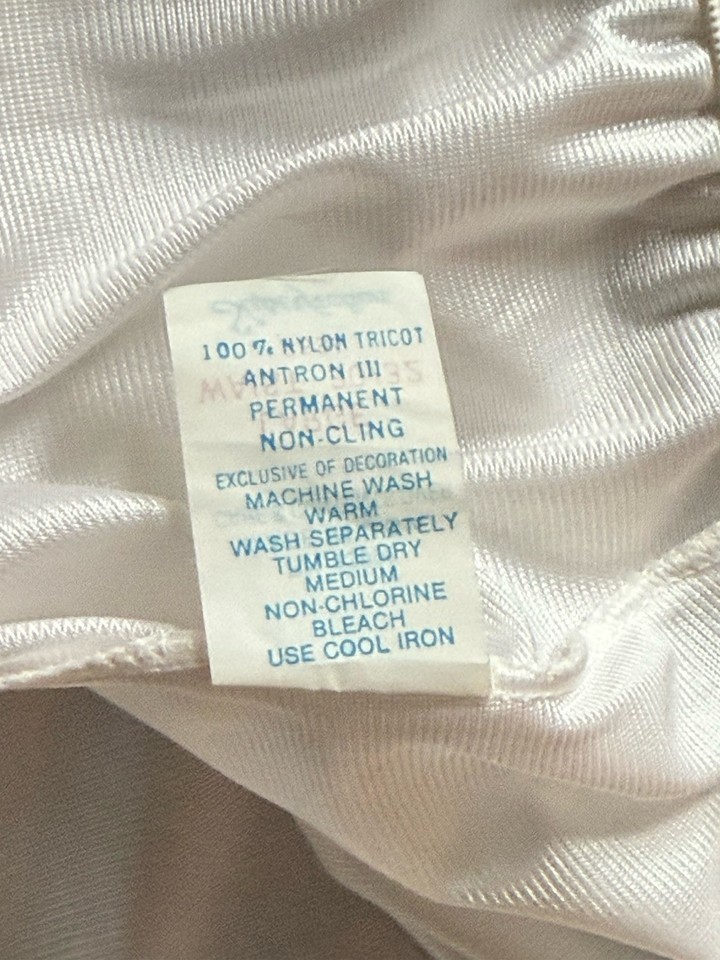 100% NYLON TRICOT
ANTRON III
PERMANENT
NON-CLING
EXCLUSIVE OF DECORATION
MACHINE WASH
WARM
WASH SEPARATELY
TUMBLE DRY
MEDIUM
NON-CHLORINE
BLEACH
USE COOL IRON